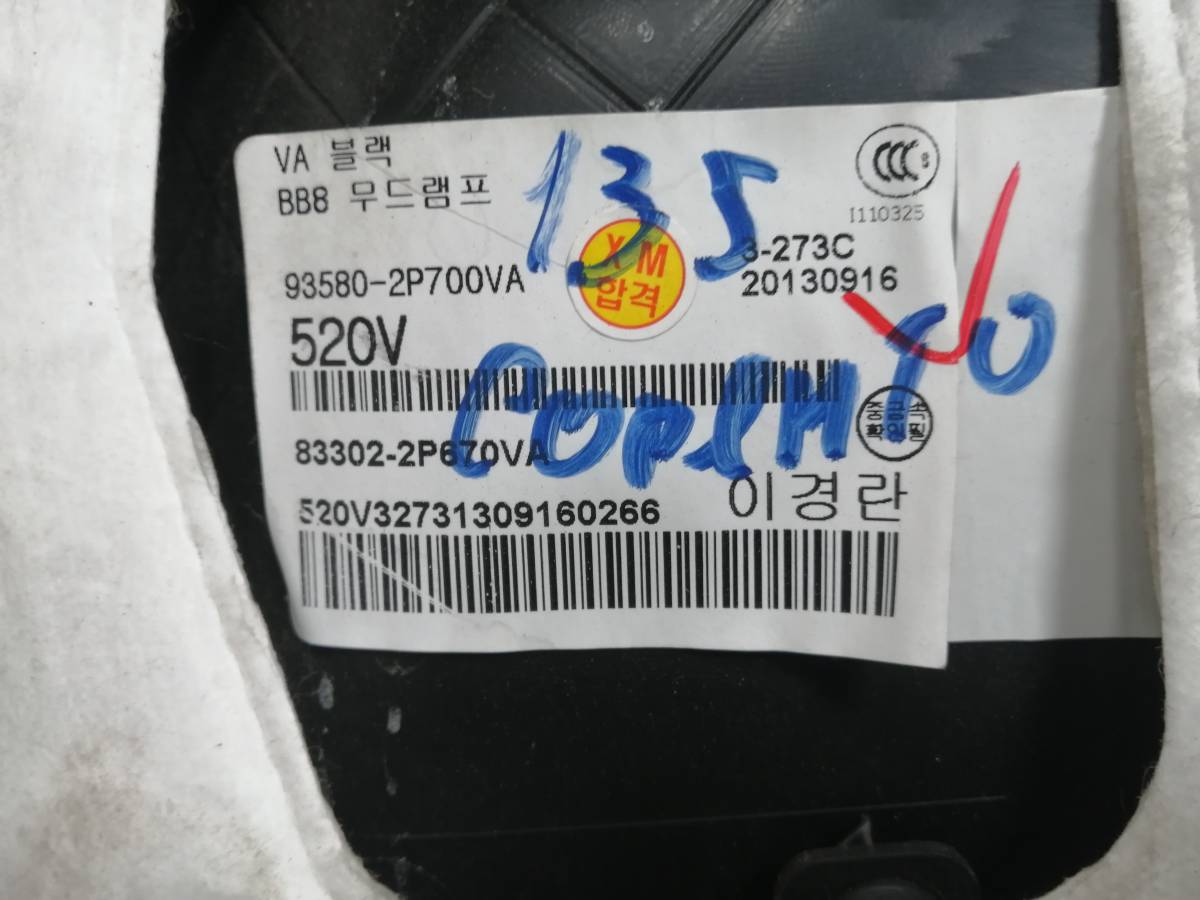 VA 블랙
BB8 무드램프
135
CCC S
I110325
93580-2P700VA
XM
합격
3-273C
20130916
520V
83302-2P670VA
520V32731309160266
이경란